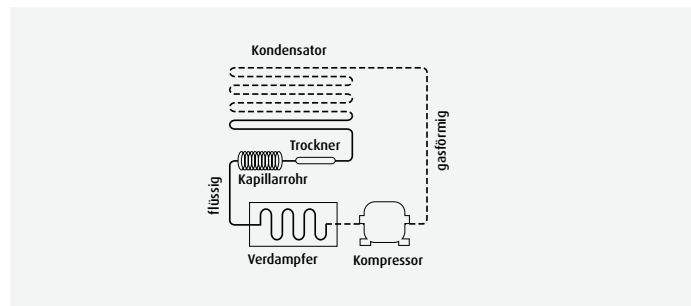 Kondensator
Trockner
gasförmig
Kapillarrohr
flüssig
Verdampfer
Kompressor